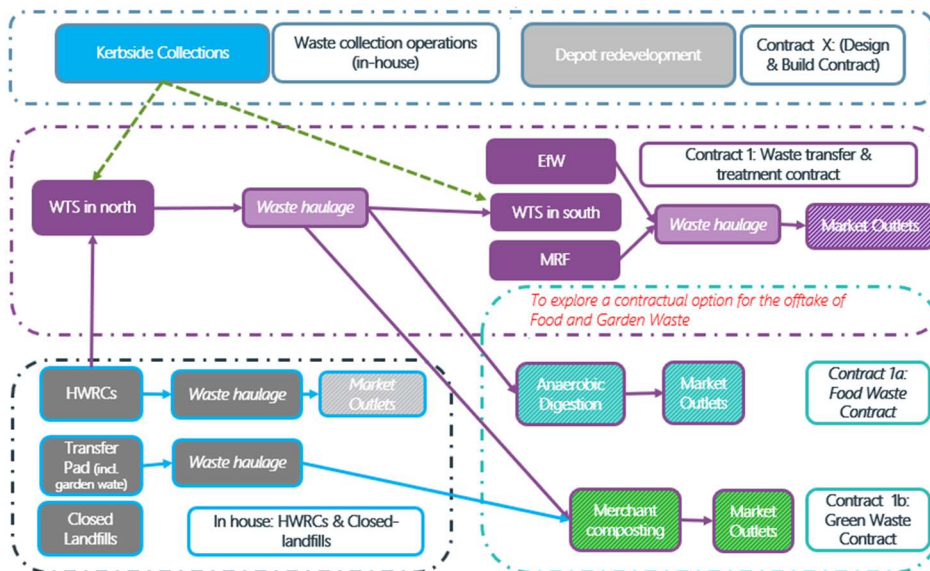 Kerbside Collections
Waste collection operations
(in-house)
Depot redevelopment
Contract X: (Design
& Build Contract)
EfW
Contract 1: Waste transfer &
treatment contract
WTS in north
Waste haulage
WTS in south
Waste haulage
Market Outlets
MRF
To explore a contractual option for the offtake of
Food and Garden Waste
HWRCs
Waste haulage
Market
Outlets
Anaerobic
Digestion
Market
Outlets
Contract 1a:
Food Waste
Contract
Transfer
Pad (incl.
garden wate)
Waste haulage
Closed
Landfills
In house: HWRCs & Closed-
landfills
Merchant
composting
Market
Outlets
Contract 1b:
Green Waste
Contract